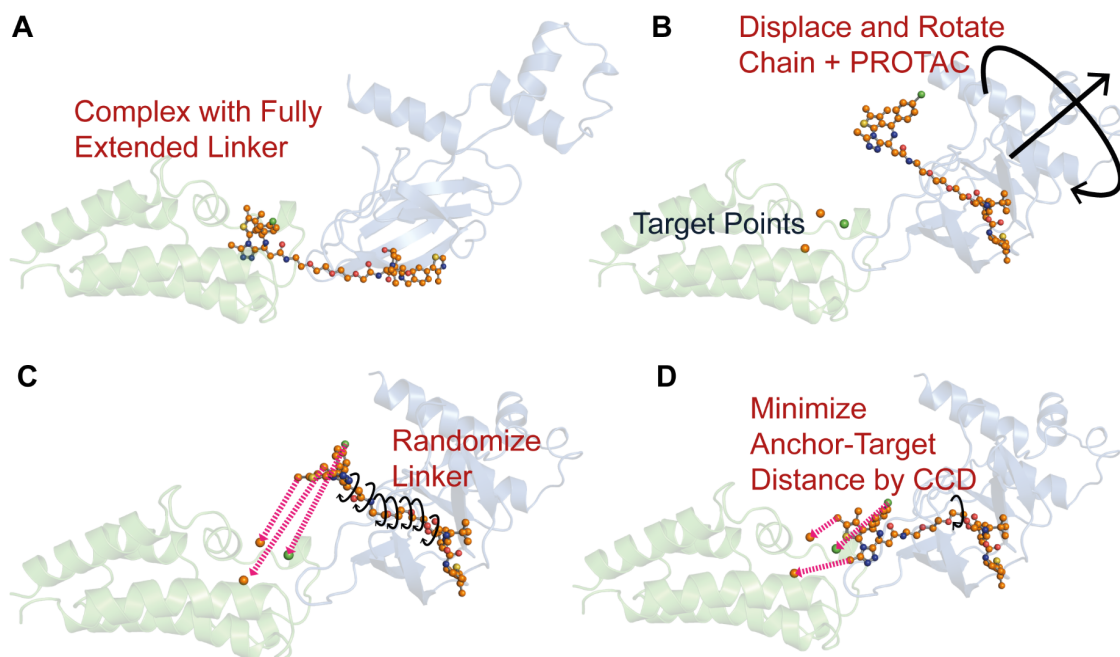 A
Complex with Fully
Extended Linker
B
Displace and Rotate
Chain + PROTAC
Target Points
C
Randomize
Linker
D
Minimize
Anchor-Target
Distance by CCD